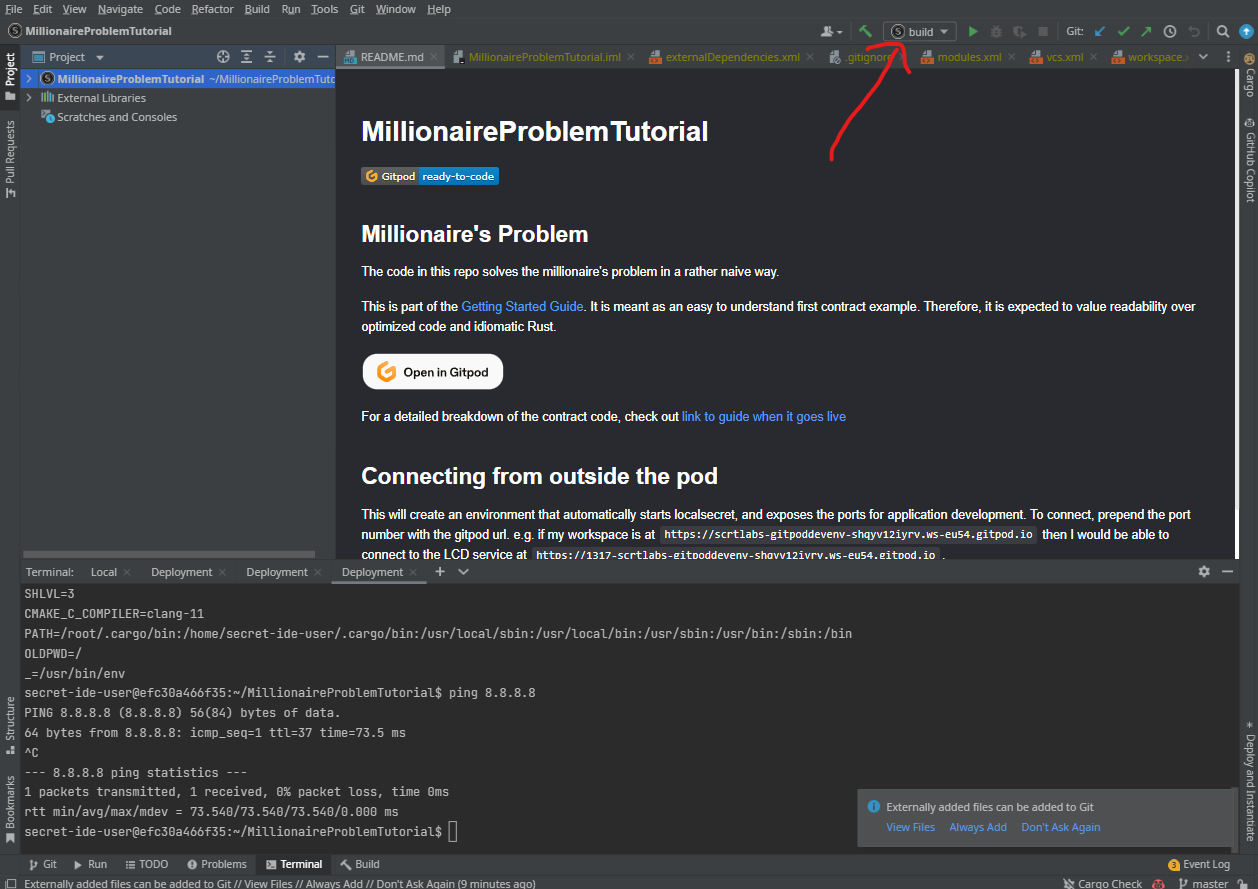 File Edit View Navigate Code Refactor Build Run Tools Git Window Help
MillionaireProblemTutorial
build
Git:
Project
README.md
MillionaireProblemTutorial.iml
externalDependencies.xml
.gitignore
modules.xml
vcs.xml
workspace.
MillionaireProblemTutorial ~/MillionaireProblemTuto
External Libraries
Scratches and Consoles
Project
Pull Requests
Structure
Bookmarks
Cargo
GitHub Copilot
Deploy and Instantiate
MillionaireProblemTutorial
Gitpod ready-to-code
Millionaire's Problem
The code in this repo solves the millionaire's problem in a rather naive way.
This is part of the Getting Started Guide. It is meant as an easy to understand first contract example. Therefore, it is expected to value readability over
optimized code and idiomatic Rust.
Open in Gitpod
For a detailed breakdown of the contract code, check out link to guide when it goes live
Connecting from outside the pod
This will create an environment that automatically starts localsecret, and exposes the ports for application development. To connect, prepend the port
number with the gitpod url. e.g. if my workspace is at https://scrtlabs-gitpoddevenv-shqyv12iyrv.ws-eu54.gitpod.io then I would be able to
connect to the LCD service at https://1317-scrtlabs-gitpoddevenv-shqyv12iyrv.ws-eu54.gitpod.io .
Terminal: Local Deployment Deployment Deployment
SHLVL=3
CMAKE_C_COMPILER=clang-11
PATH=/root/.cargo/bin:/home/secret-ide-user/.cargo/bin:/usr/local/sbin:/usr/local/bin:/usr/sbin:/usr/bin:/sbin:/bin
OLDPWD=/
_=/usr/bin/env
secret-ide-user@efc30a466f35:~/MillionaireProblemTutorial$ ping 8.8.8.8
PING 8.8.8.8 (8.8.8.8) 56(84) bytes of data.
64 bytes from 8.8.8.8: icmp_seq=1 ttl=37 time=73.5 ms
^C
--- 8.8.8.8 ping statistics ---
1 packets transmitted, 1 received, 0% packet loss, time 0ms
rtt min/avg/max/mdev = 73.540/73.540/73.540/0.000 ms
secret-ide-user@efc30a466f35:~/MillionaireProblemTutorial$
Externally added files can be added to Git
View Files Always Add Don't Ask Again
Git Run TODO Problems Terminal Build
3 Event Log
Externally added files can be added to Git // View Files // Always Add // Don't Ask Again (9 minutes ago)
Cargo Check
master